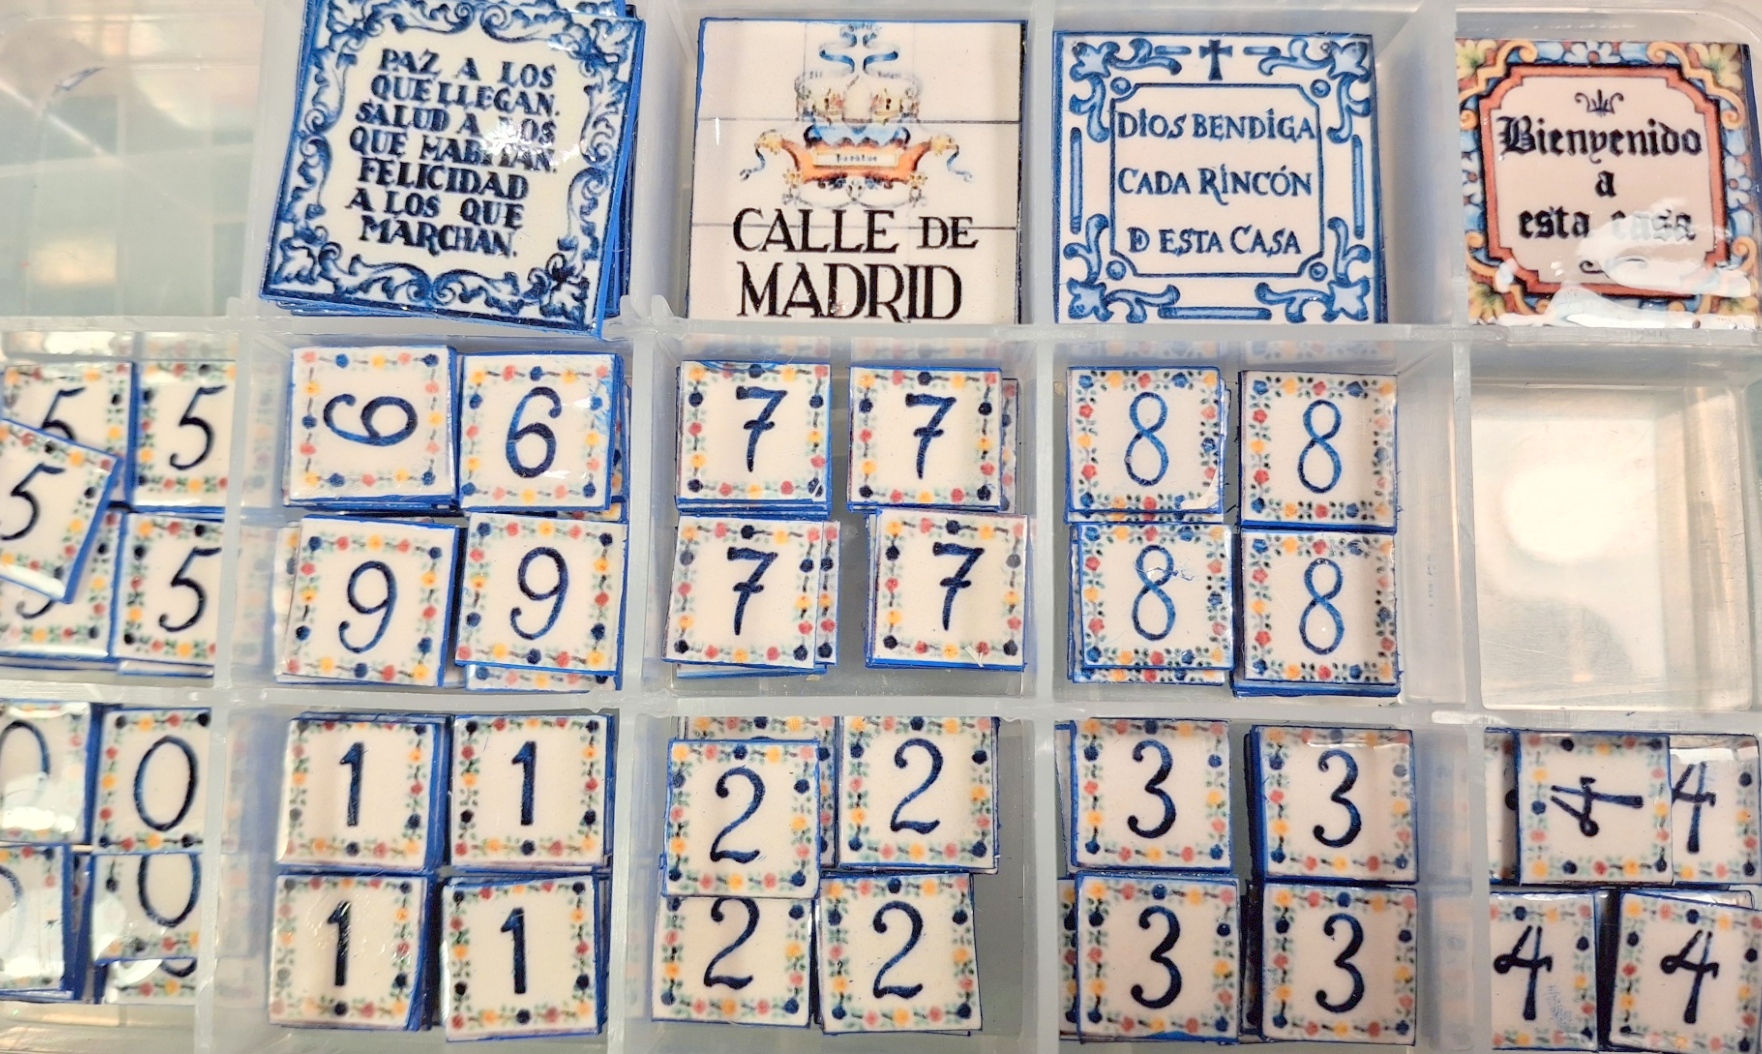 PAZ A LOS
QUE LLEGAN.
SALUD A LOS
QUE HABITAN.
FELICIDAD
A LOS QUE
MARCHAN.
CALLE DE
MADRID
DIOS BENDIGA
CADA RINCÓN
D ESTA CASA
Bienvenido
a
esta casa
5 5 6 6 7 7 8 8
5
5 5 9 9 7 7 8 8
0 0 1 1 2 2 3 3 4 4
0 0 1 1 2 2 3 3 4 4